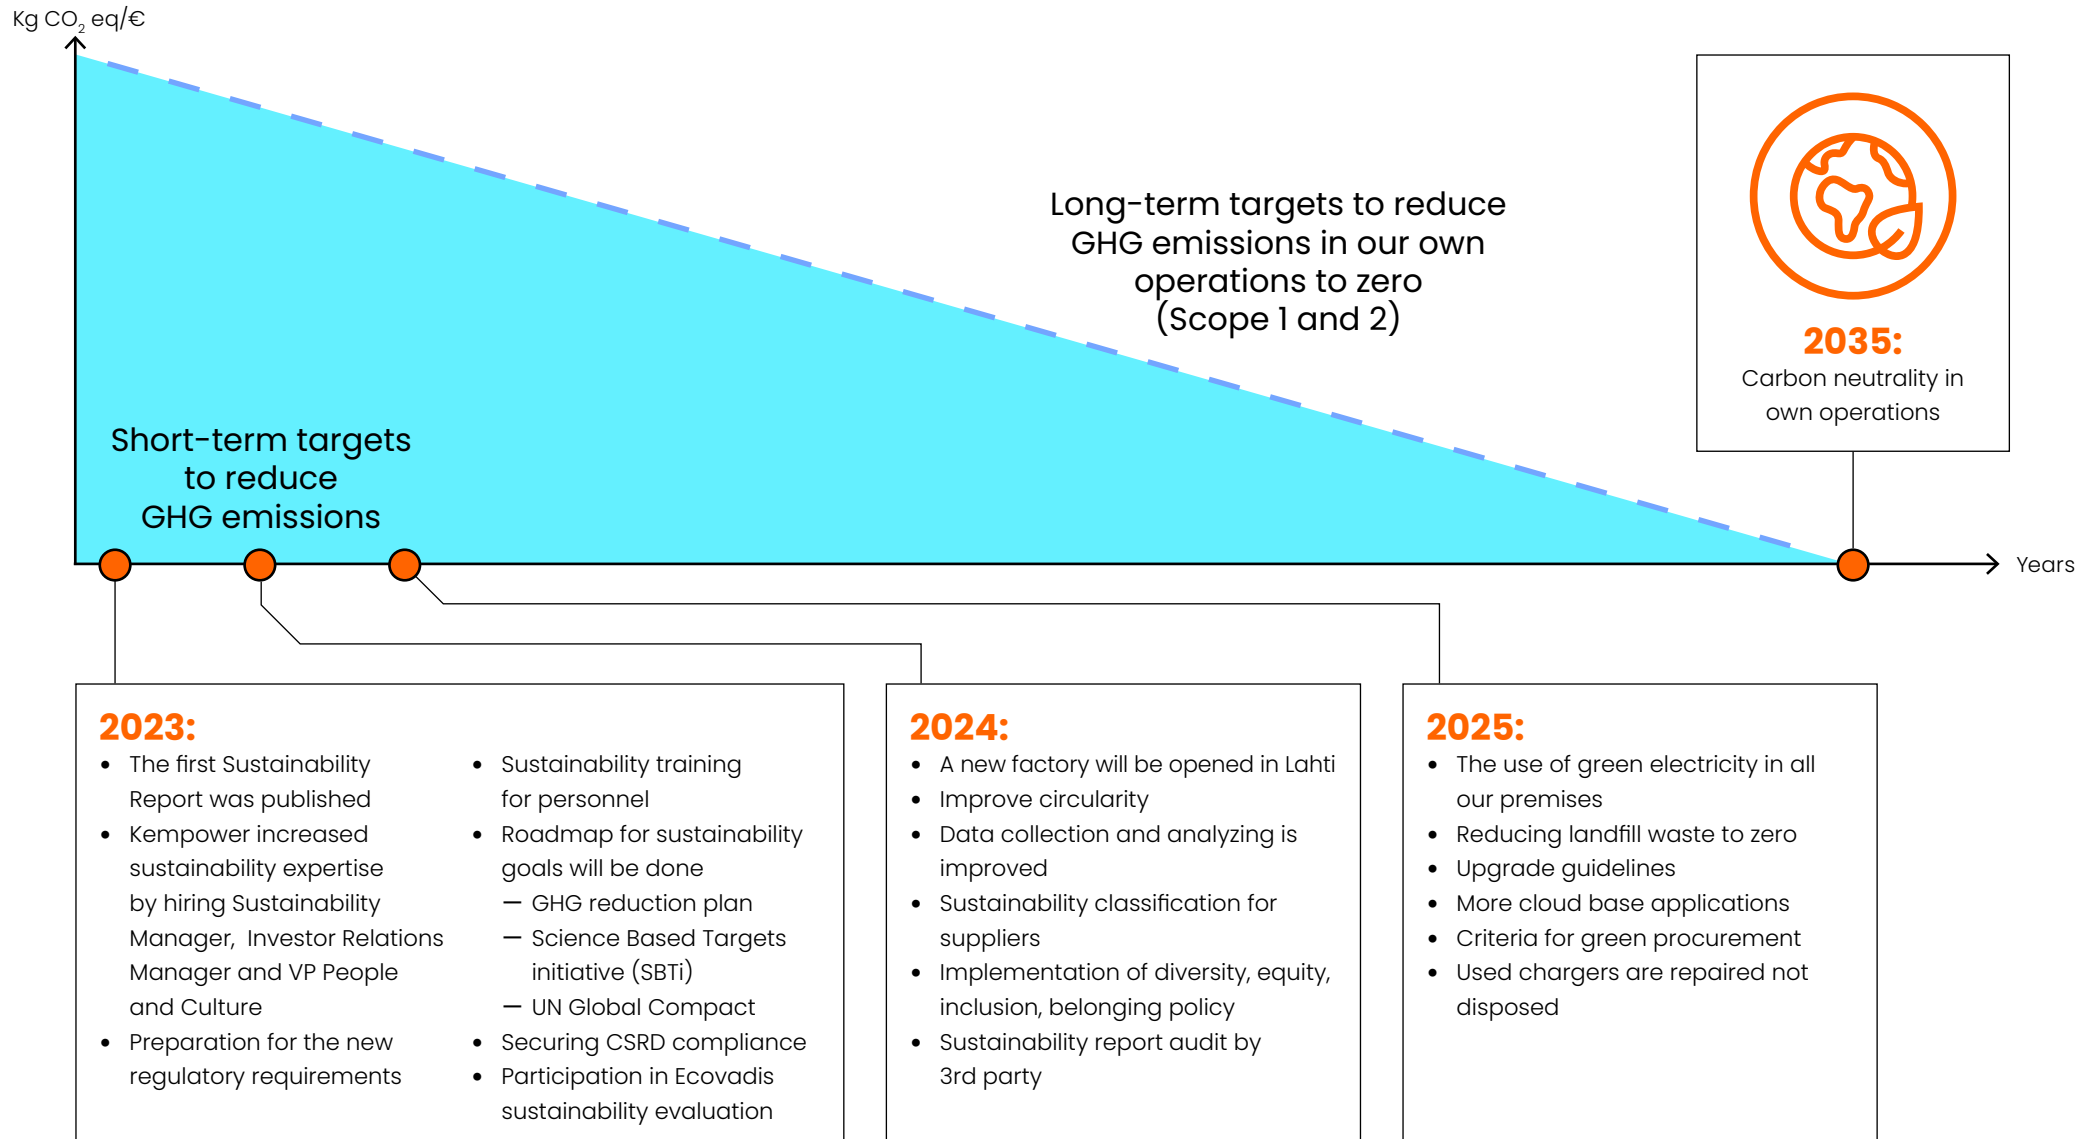 Kg CO₂ eq/€
Long-term targets to reduce
GHG emissions in our own
operations to zero
(Scope 1 and 2)
2035:
Carbon neutrality in
own operations
Short-term targets
to reduce
GHG emissions
Years
2023:
• The first Sustainability
Report was published
• Kempower increased
sustainability expertise
by hiring Sustainability
Manager, Investor Relations
Manager and VP People
and Culture
• Preparation for the new
regulatory requirements
• Sustainability training
for personnel
• Roadmap for sustainability
goals will be done
— GHG reduction plan
— Science Based Targets
initiative (SBTi)
— UN Global Compact
• Securing CSRD compliance
• Participation in Ecovadis
sustainability evaluation
2024:
• A new factory will be opened in Lahti
• Improve circularity
• Data collection and analyzing is
improved
• Sustainability classification for
suppliers
• Implementation of diversity, equity,
inclusion, belonging policy
• Sustainability report audit by
3rd party
2025:
• The use of green electricity in all
our premises
• Reducing landfill waste to zero
• Upgrade guidelines
• More cloud base applications
• Criteria for green procurement
• Used chargers are repaired not
disposed